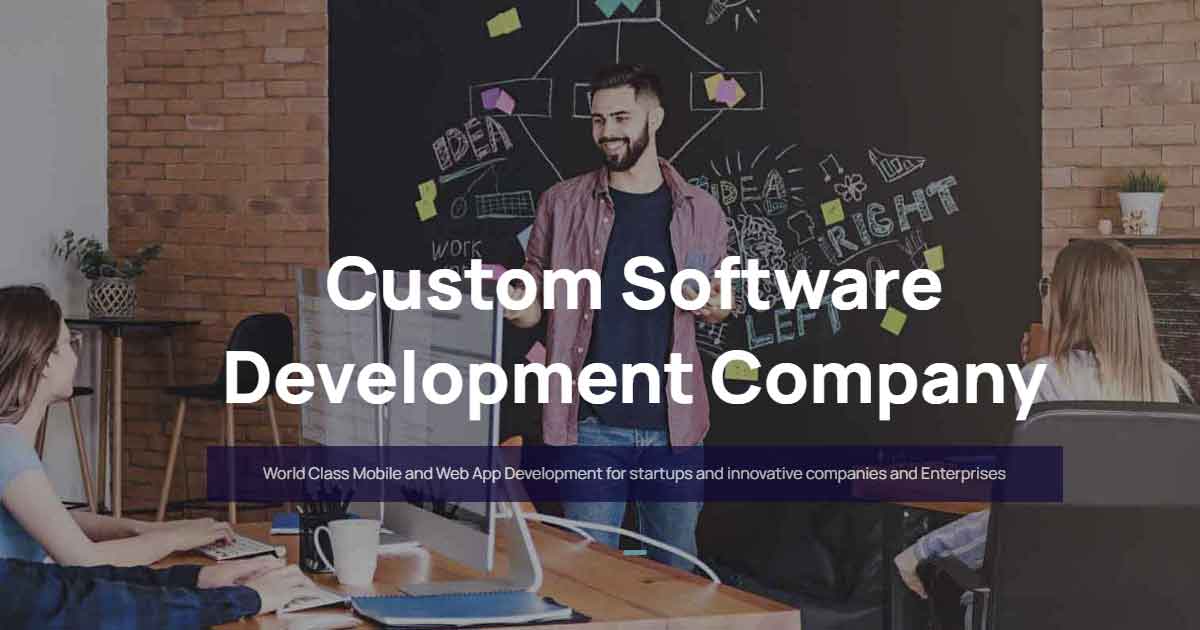 IDEA
IDEA
RIGHT
WORK
LEFT
Custom Software
Development Company
World Class Mobile and Web App Development for startups and innovative companies and Enterprises